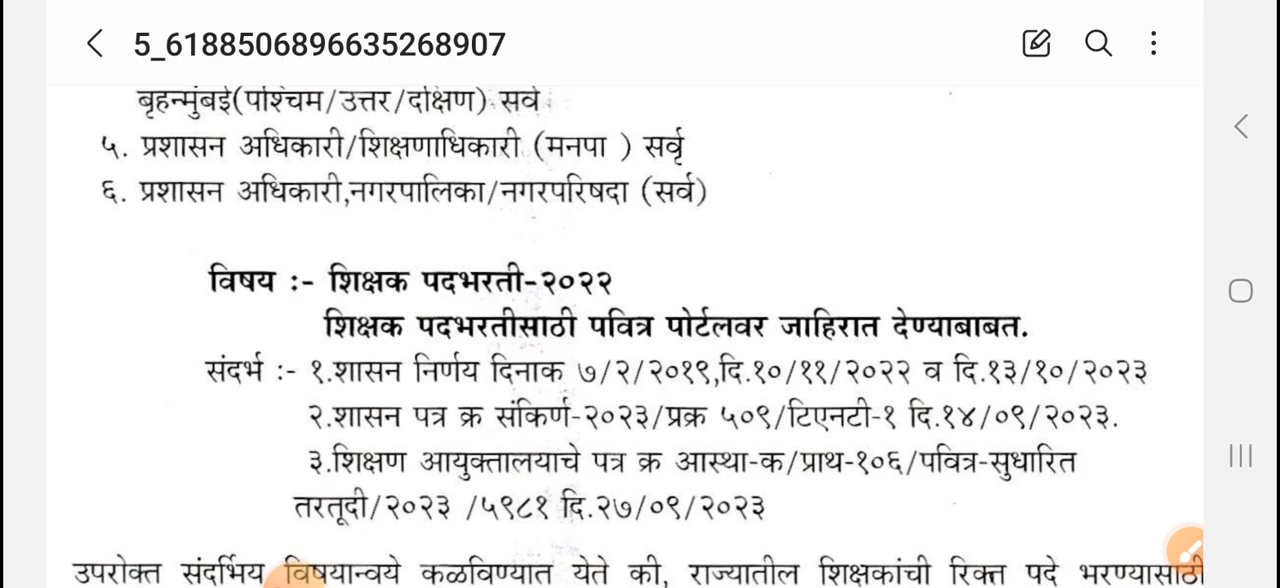 5_6188506896635268907
बृहन्मुंबई(पश्चिम/उत्तर/दक्षिण) सर्व
५. प्रशासन अधिकारी/शिक्षणाधिकारी (मनपा ) सर्व
६. प्रशासन अधिकारी,नगरपालिका/नगरपरिषदा (सर्व)
विषय :- शिक्षक पदभरती-२०२२
शिक्षक पदभरतीसाठी पवित्र पोर्टलवर जाहिरात देण्याबाबत.
संदर्भ :- १.शासन निर्णय दिनाक ७/२/२०१९,दि.१०/११/२०२२ व दि.१३/१०/२०२३
२.शासन पत्र क्र संकिर्ण-२०२३/प्रक्र ५०९/टिएनटी-१ दि.१४/०९/२०२३.
३.शिक्षण आयुक्तालयाचे पत्र क्र आस्था-क/प्राथ-१०६/पवित्र-सुधारित
तरतूदी/२०२३ /५९८१ दि.२७/०९/२०२३
उपरोक्त संदर्भिय विषयान्वये कळविण्यात येते की, राज्यातील शिक्षकांची रिक्त पदे भरण्यासाठी